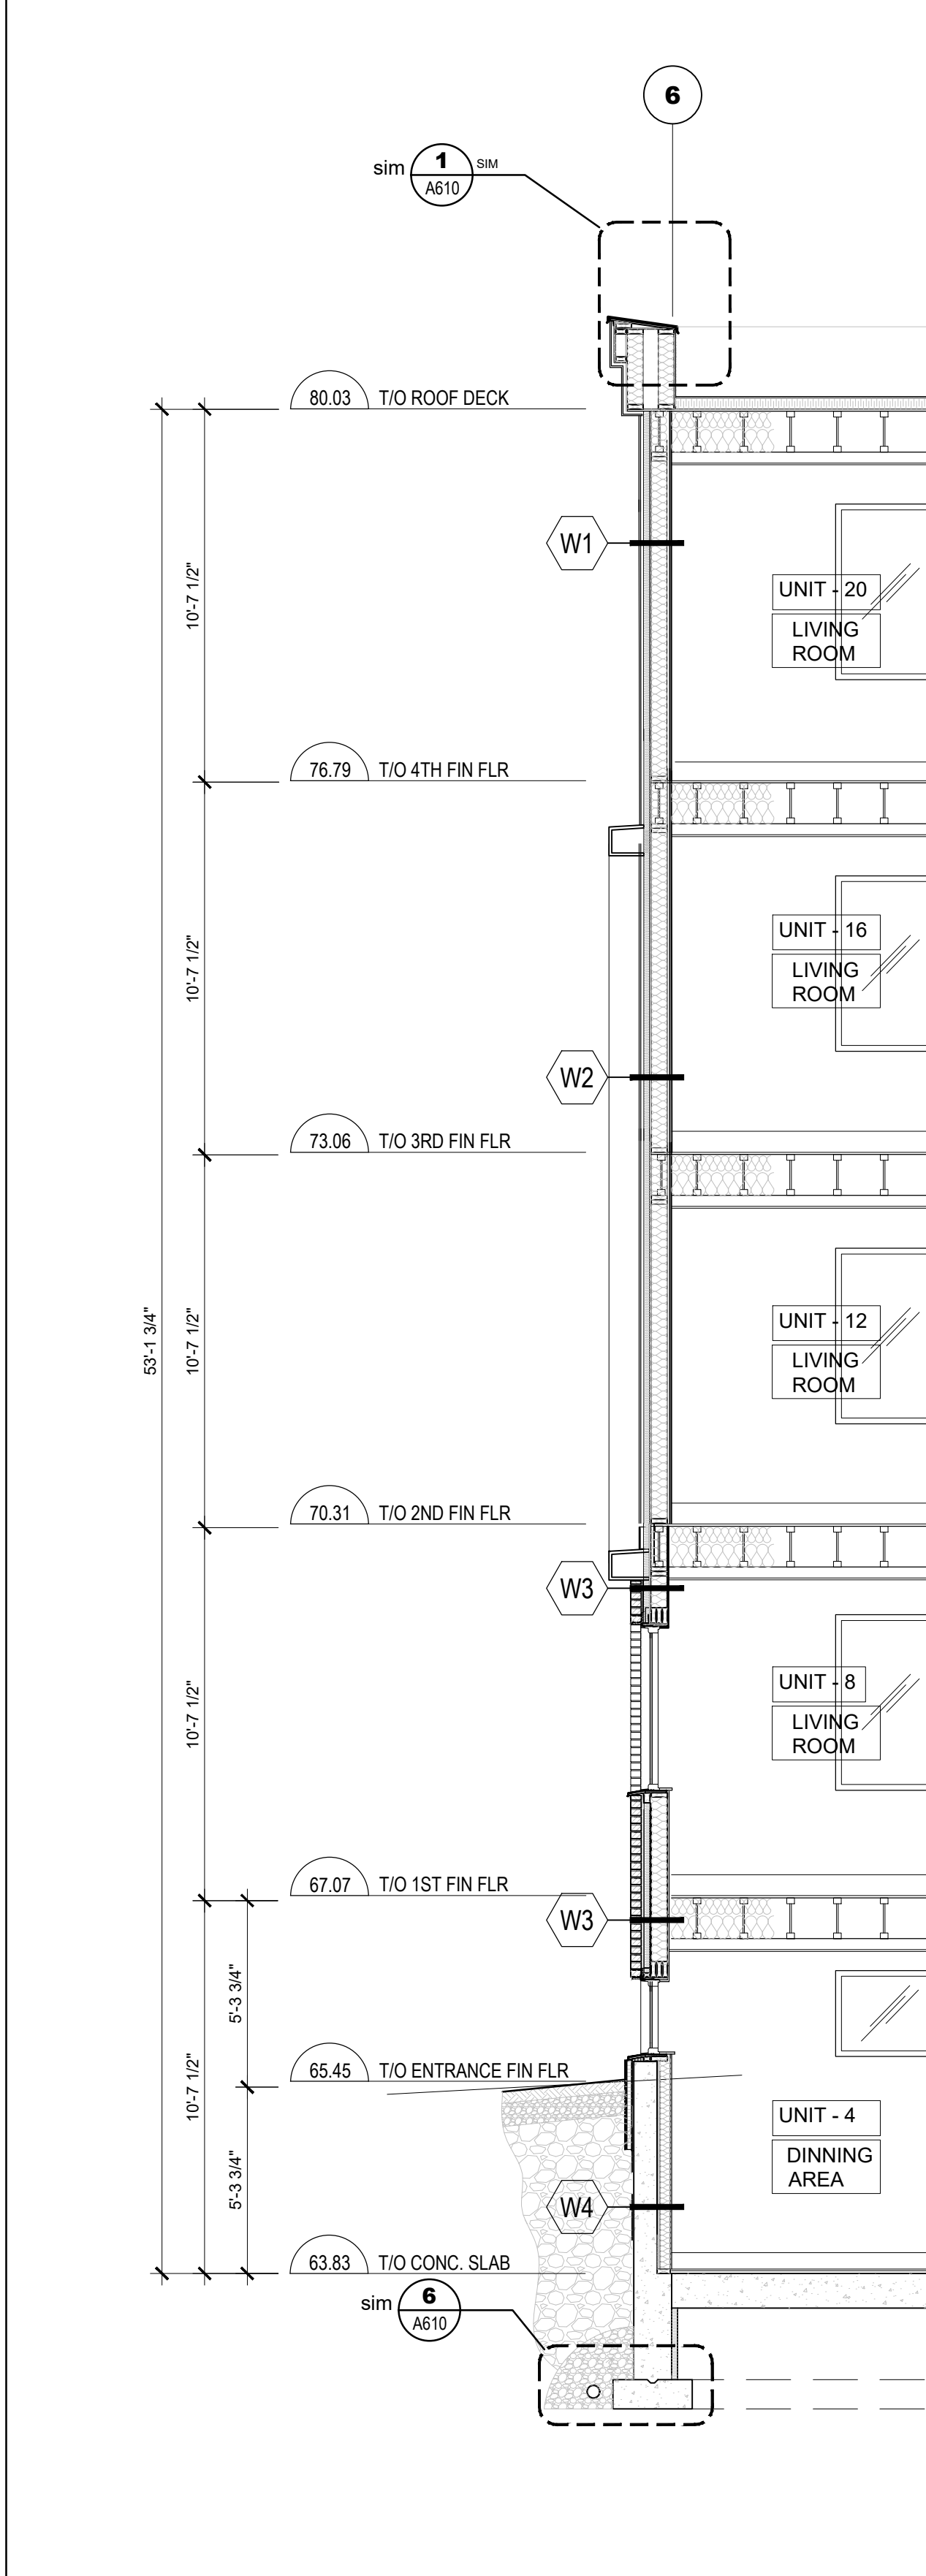 6
sim 1 SIM
A610
80.03 T/O ROOF DECK
W1
10'-7 1/2"
UNIT - 20
LIVING
ROOM
76.79 T/O 4TH FIN FLR
UNIT - 16
LIVING
ROOM
10'-7 1/2"
W2
73.06 T/O 3RD FIN FLR
UNIT - 12
LIVING
ROOM
53'-1 3/4"
10'-7 1/2"
70.31 T/O 2ND FIN FLR
W3
UNIT - 8
LIVING
ROOM
10'-7 1/2"
67.07 T/O 1ST FIN FLR
W3
5'-3 3/4"
65.45 T/O ENTRANCE FIN FLR
10'-7 1/2"
UNIT - 4
DINNING
AREA
5'-3 3/4"
W4
63.83 T/O CONC. SLAB
sim 6
A610